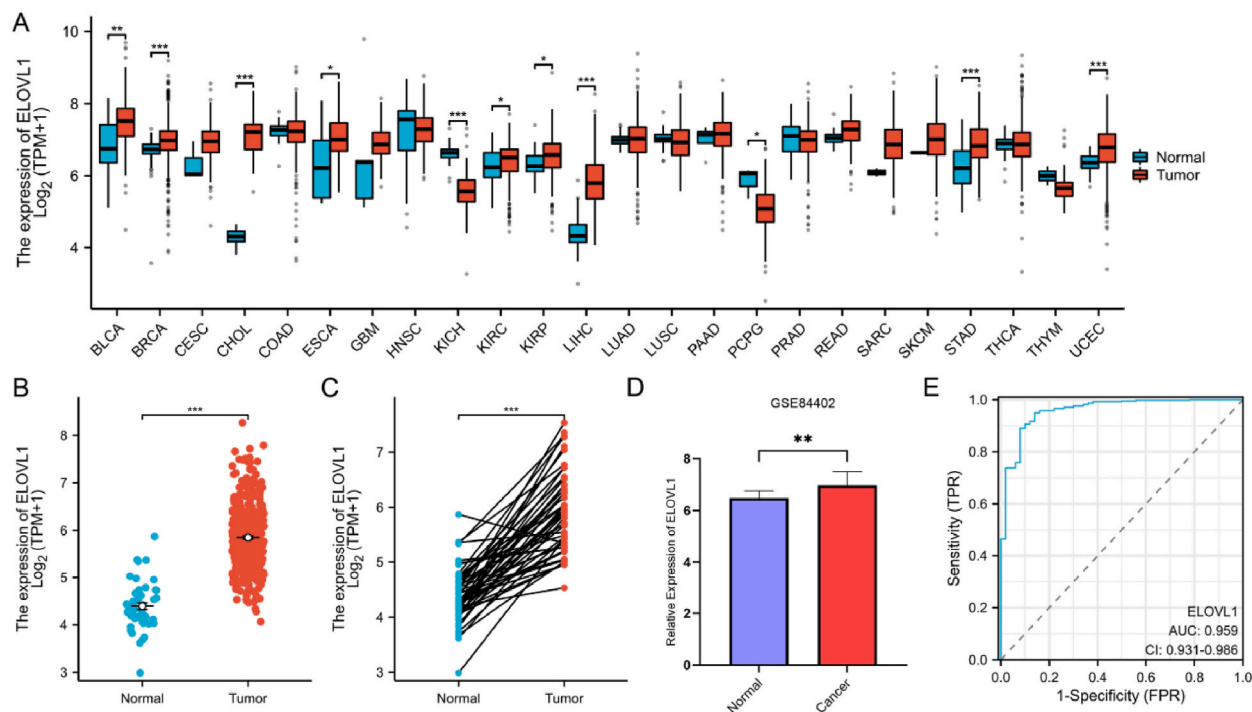 A
The expression of ELOVL1
Log2 (TPM+1)
10
8
6
4
** *** *** * *** * * *** * *** ***
Normal
Tumor
BLCA BRCA CESC CHOL COAD ESCA GBM HNSC KICH KIRC KIRP LIHC LUAD LUSC PAAD PCPG PRAD READ SARC SKCM STAD THCA THYM UCEC
B
The expression of ELOVL1
Log2 (TPM+1)
***
8
7
6
5
4
3
Normal Tumor
C
The expression of ELOVL1
Log2 (TPM+1)
***
8
7
6
5
4
3
Normal Tumor
D
GSE84402
Relative Expression of ELOVL1
**
8
6
4
2
0
Normal Cancer
E
Sensitivity (TPR)
1.0
0.8
0.6
0.4
0.2
0.0
ELOVL1
AUC: 0.959
CI: 0.931-0.986
0.0 0.2 0.4 0.6 0.8 1.0
1-Specificity (FPR)